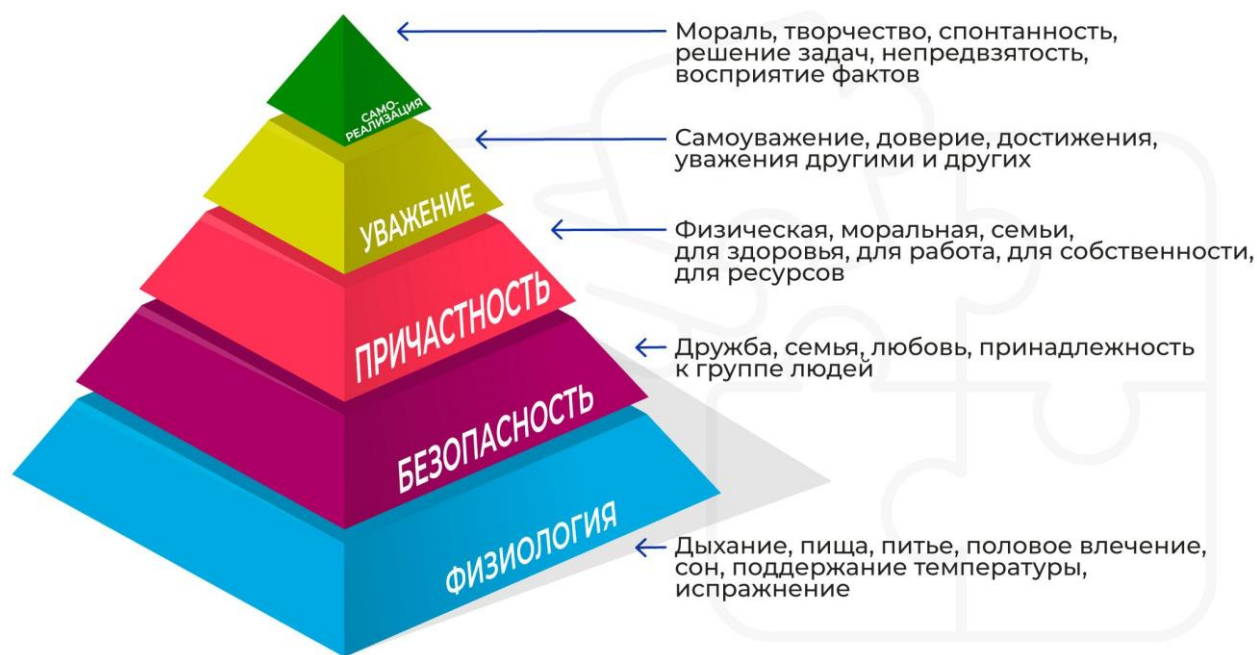 Мораль, творчество, спонтанность,
решение задач, непредвзятость,
восприятие фактов
САМО-
РЕАЛИЗАЦИЯ
Самоуважение, доверие, достижения,
уважения другими и других
УВАЖЕНИЕ
Физическая, моральная, семьи,
для здоровья, для работа, для собственности,
для ресурсов
ПРИЧАСТНОСТЬ
Дружба, семья, любовь, принадлежность
к группе людей
БЕЗОПАСНОСТЬ
Дыхание, пища, питье, половое влечение,
сон, поддержание температуры,
испражнение
ФИЗИОЛОГИЯ